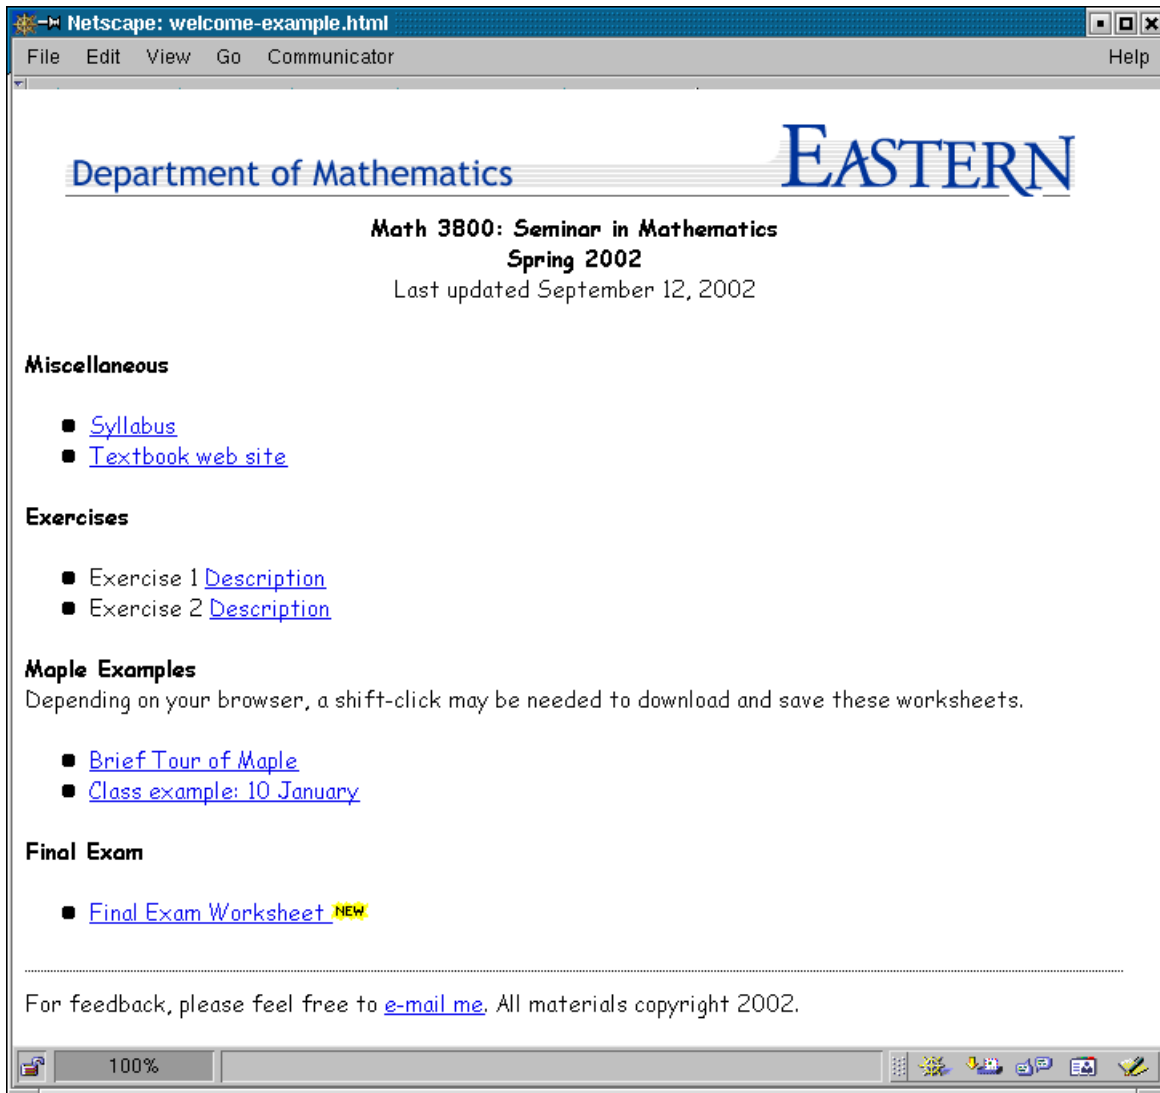 Netscape: welcome-example.html
File Edit View Go Communicator Help
Department of Mathematics EASTERN
Math 3800: Seminar in Mathematics
Spring 2002
Last updated September 12, 2002
Miscellaneous
Syllabus
Textbook web site
Exercises
Exercise 1 Description
Exercise 2 Description
Maple Examples
Depending on your browser, a shift-click may be needed to download and save these worksheets.
Brief Tour of Maple
Class example: 10 January
Final Exam
Final Exam Worksheet NEW
For feedback, please feel free to e-mail me. All materials copyright 2002.
100%